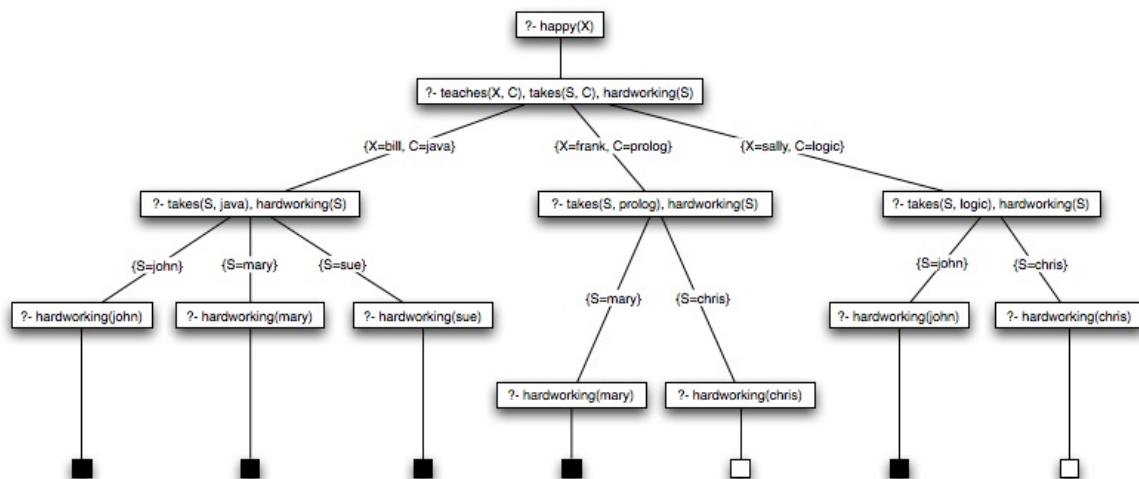 ?- happy(X)
?- teaches(X, C), takes(S, C), hardworking(S)
{X=bill, C=java}
{X=frank, C=prolog}
{X=sally, C=logic}
?- takes(S, java), hardworking(S)
?- takes(S, prolog), hardworking(S)
?- takes(S, logic), hardworking(S)
{S=john}
{S=mary}
{S=sue}
{S=mary}
{S=chris}
{S=john}
{S=chris}
?- hardworking(john)
?- hardworking(mary)
?- hardworking(sue)
?- hardworking(john)
?- hardworking(chris)
?- hardworking(mary)
?- hardworking(chris)